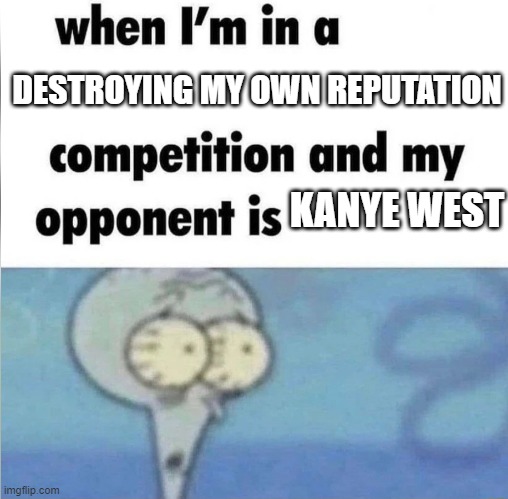 when I'm in a
DESTROYING MY OWN REPUTATION
competition and my
opponent is KANYE WEST
imgflip.com